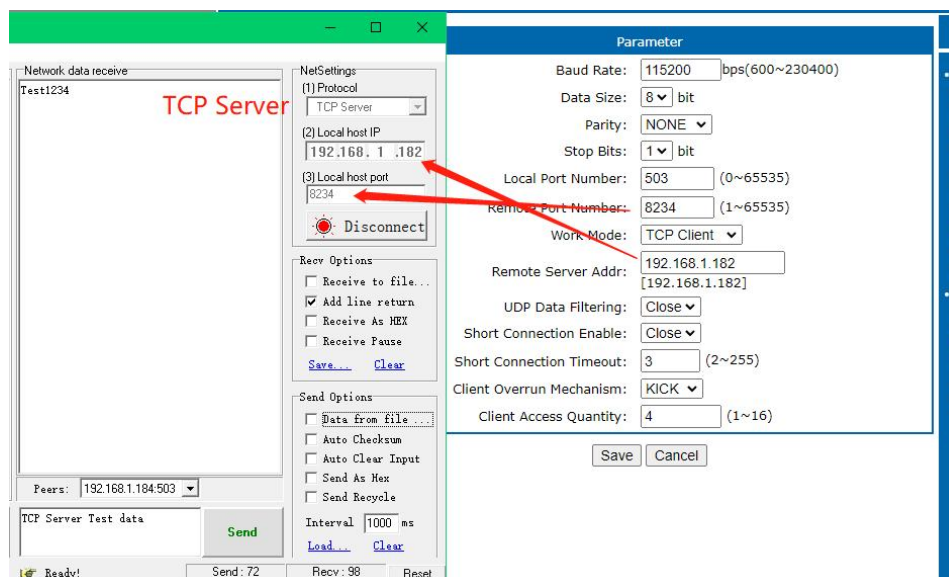 Network data receive
Test1234
TCP Server
Peers: 192.168.1.184:503
TCP Server Test data
Send
Ready!
Send : 72
Recv : 98
Reset
NetSettings
(1) Protocol
TCP Server
(2) Local host IP
192.168. 1 .182
(3) Local host port
8234
Disconnect
Recv Options
Receive to file...
Add line return
Receive As HEX
Receive Pause
Save... Clear
Send Options
Data from file ...
Auto Checksum
Auto Clear Input
Send As Hex
Send Recycle
Interval 1000 ms
Load... Clear
Parameter
Baud Rate: 115200 bps(600~230400)
Data Size: 8 bit
Parity: NONE
Stop Bits: 1 bit
Local Port Number: 503 (0~65535)
Remote Port Number: 8234 (1~65535)
Work Mode: TCP Client
Remote Server Addr: 192.168.1.182
[192.168.1.182]
UDP Data Filtering: Close
Short Connection Enable: Close
Short Connection Timeout: 3 (2~255)
Client Overrun Mechanism: KICK
Client Access Quantity: 4 (1~16)
Save Cancel